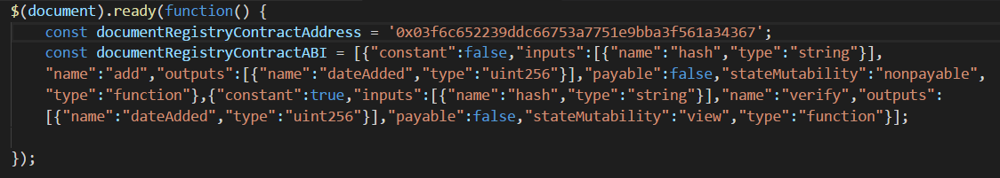 $(document).ready(function() {
const documentRegistryContractAddress = '0x03f6c652239ddc66753a7751e9bba3f561a34367';
const documentRegistryContractABI = [{"constant":false,"inputs":[{"name":"hash","type":"string"}],
"name":"add","outputs":[{"name":"dateAdded","type":"uint256"}],"payable":false,"stateMutability":"nonpayable",
"type":"function"},{"constant":true,"inputs":[{"name":"hash","type":"string"}],"name":"verify","outputs":
[{"name":"dateAdded","type":"uint256"}],"payable":false,"stateMutability":"view","type":"function"}];
});